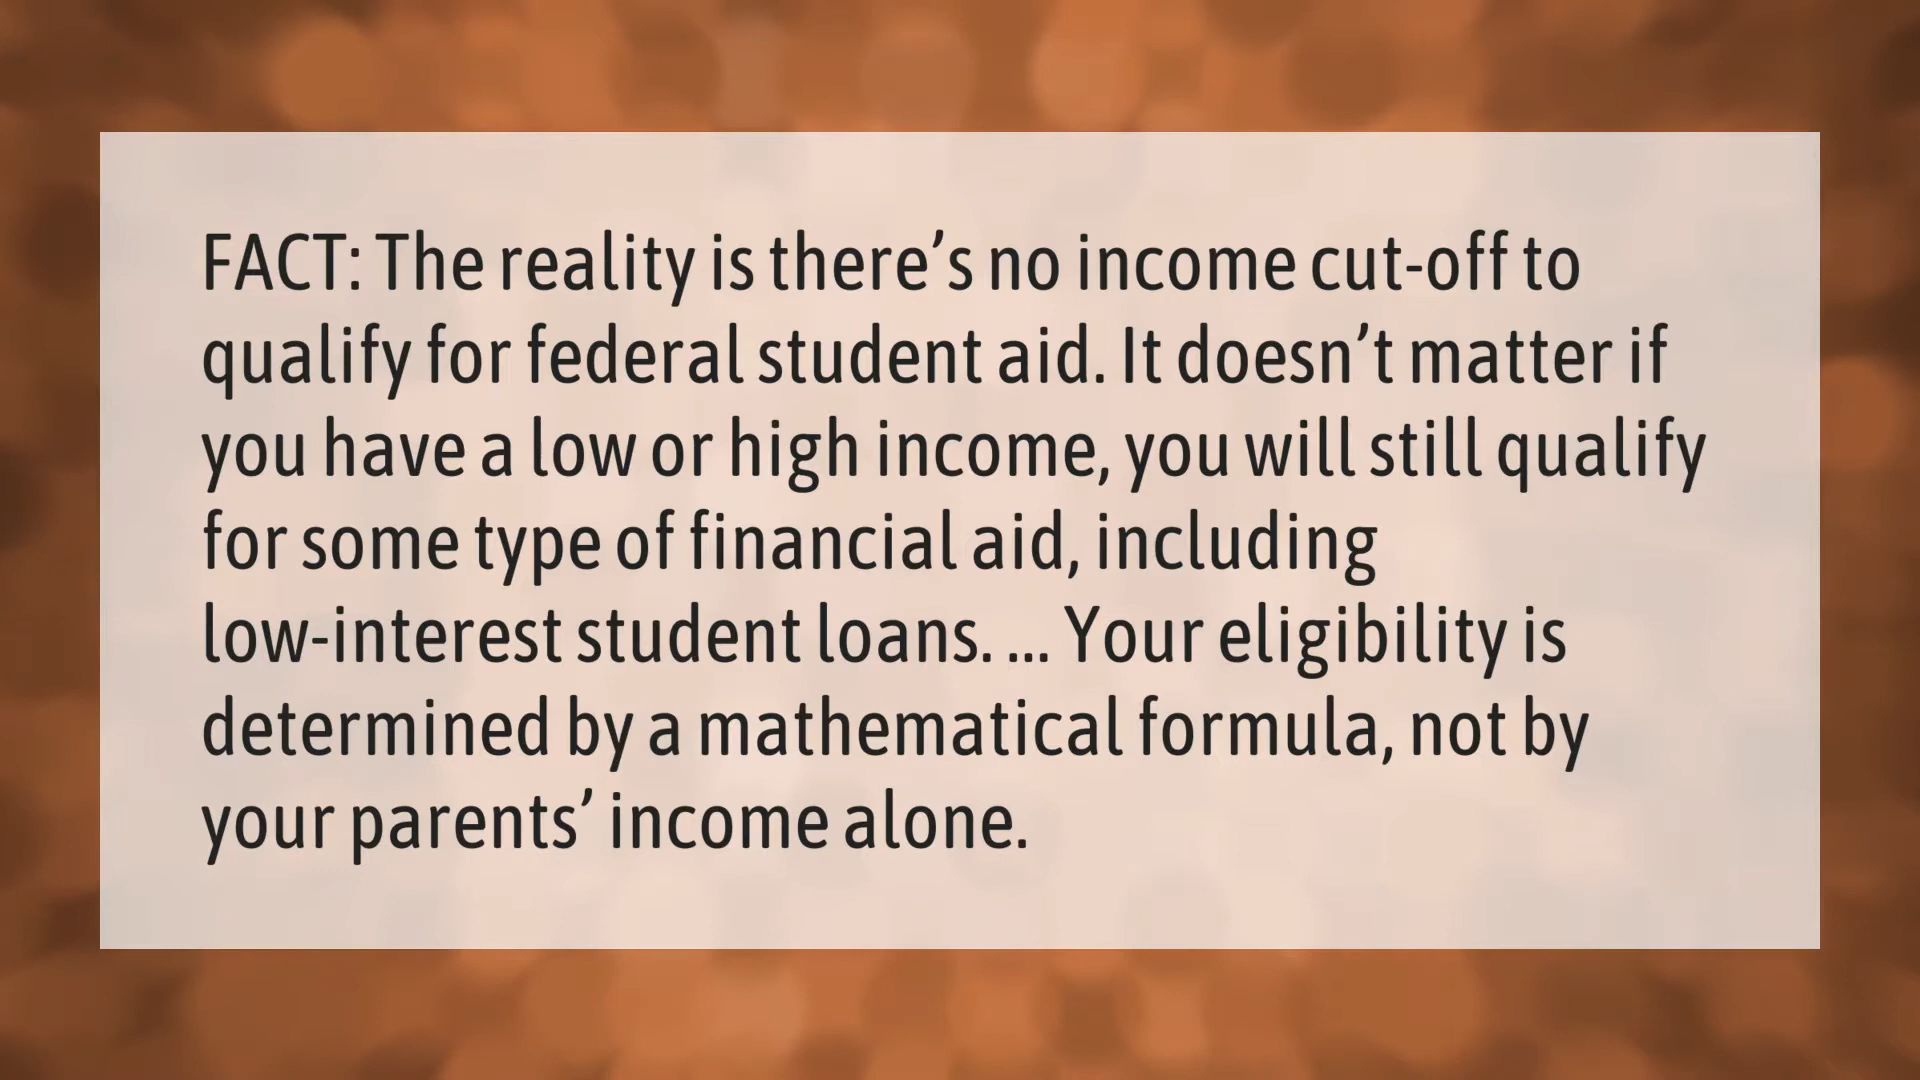 FACT: The reality is there’s no income cut-off to
qualify for federal student aid. It doesn’t matter if
you have a low or high income, you will still qualify
for some type of financial aid, including
low-interest student loans. ... Your eligibility is
determined by a mathematical formula, not by
your parents’ income alone.